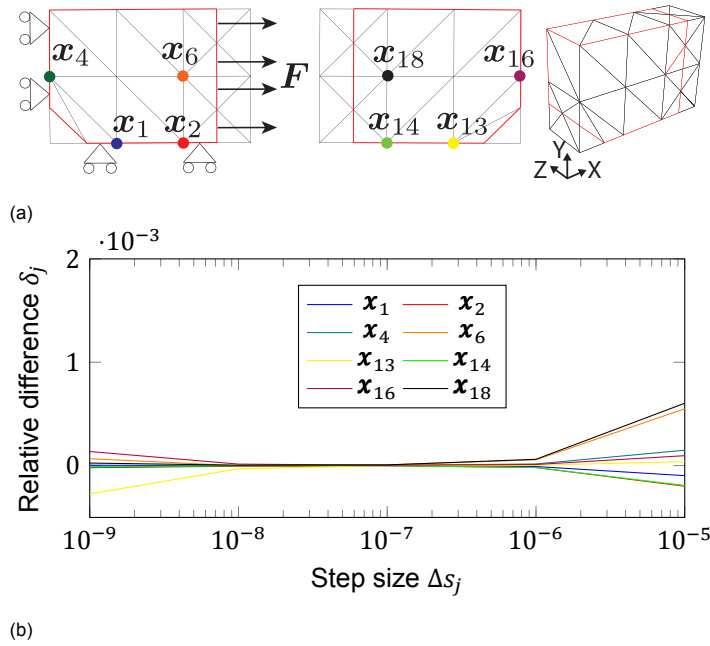 x₄ x₆ F x₁₈ x₁₆
x₁ x₂ x₁₄ x₁₃
Y
Z X
(a)
·10⁻³
2
1
0
Relative difference δⱼ
x₁ x₂
x₄ x₆
x₁₃ x₁₄
x₁₆ x₁₈
10⁻⁹ 10⁻⁸ 10⁻⁷ 10⁻⁶ 10⁻⁵
Step size Δsⱼ
(b)